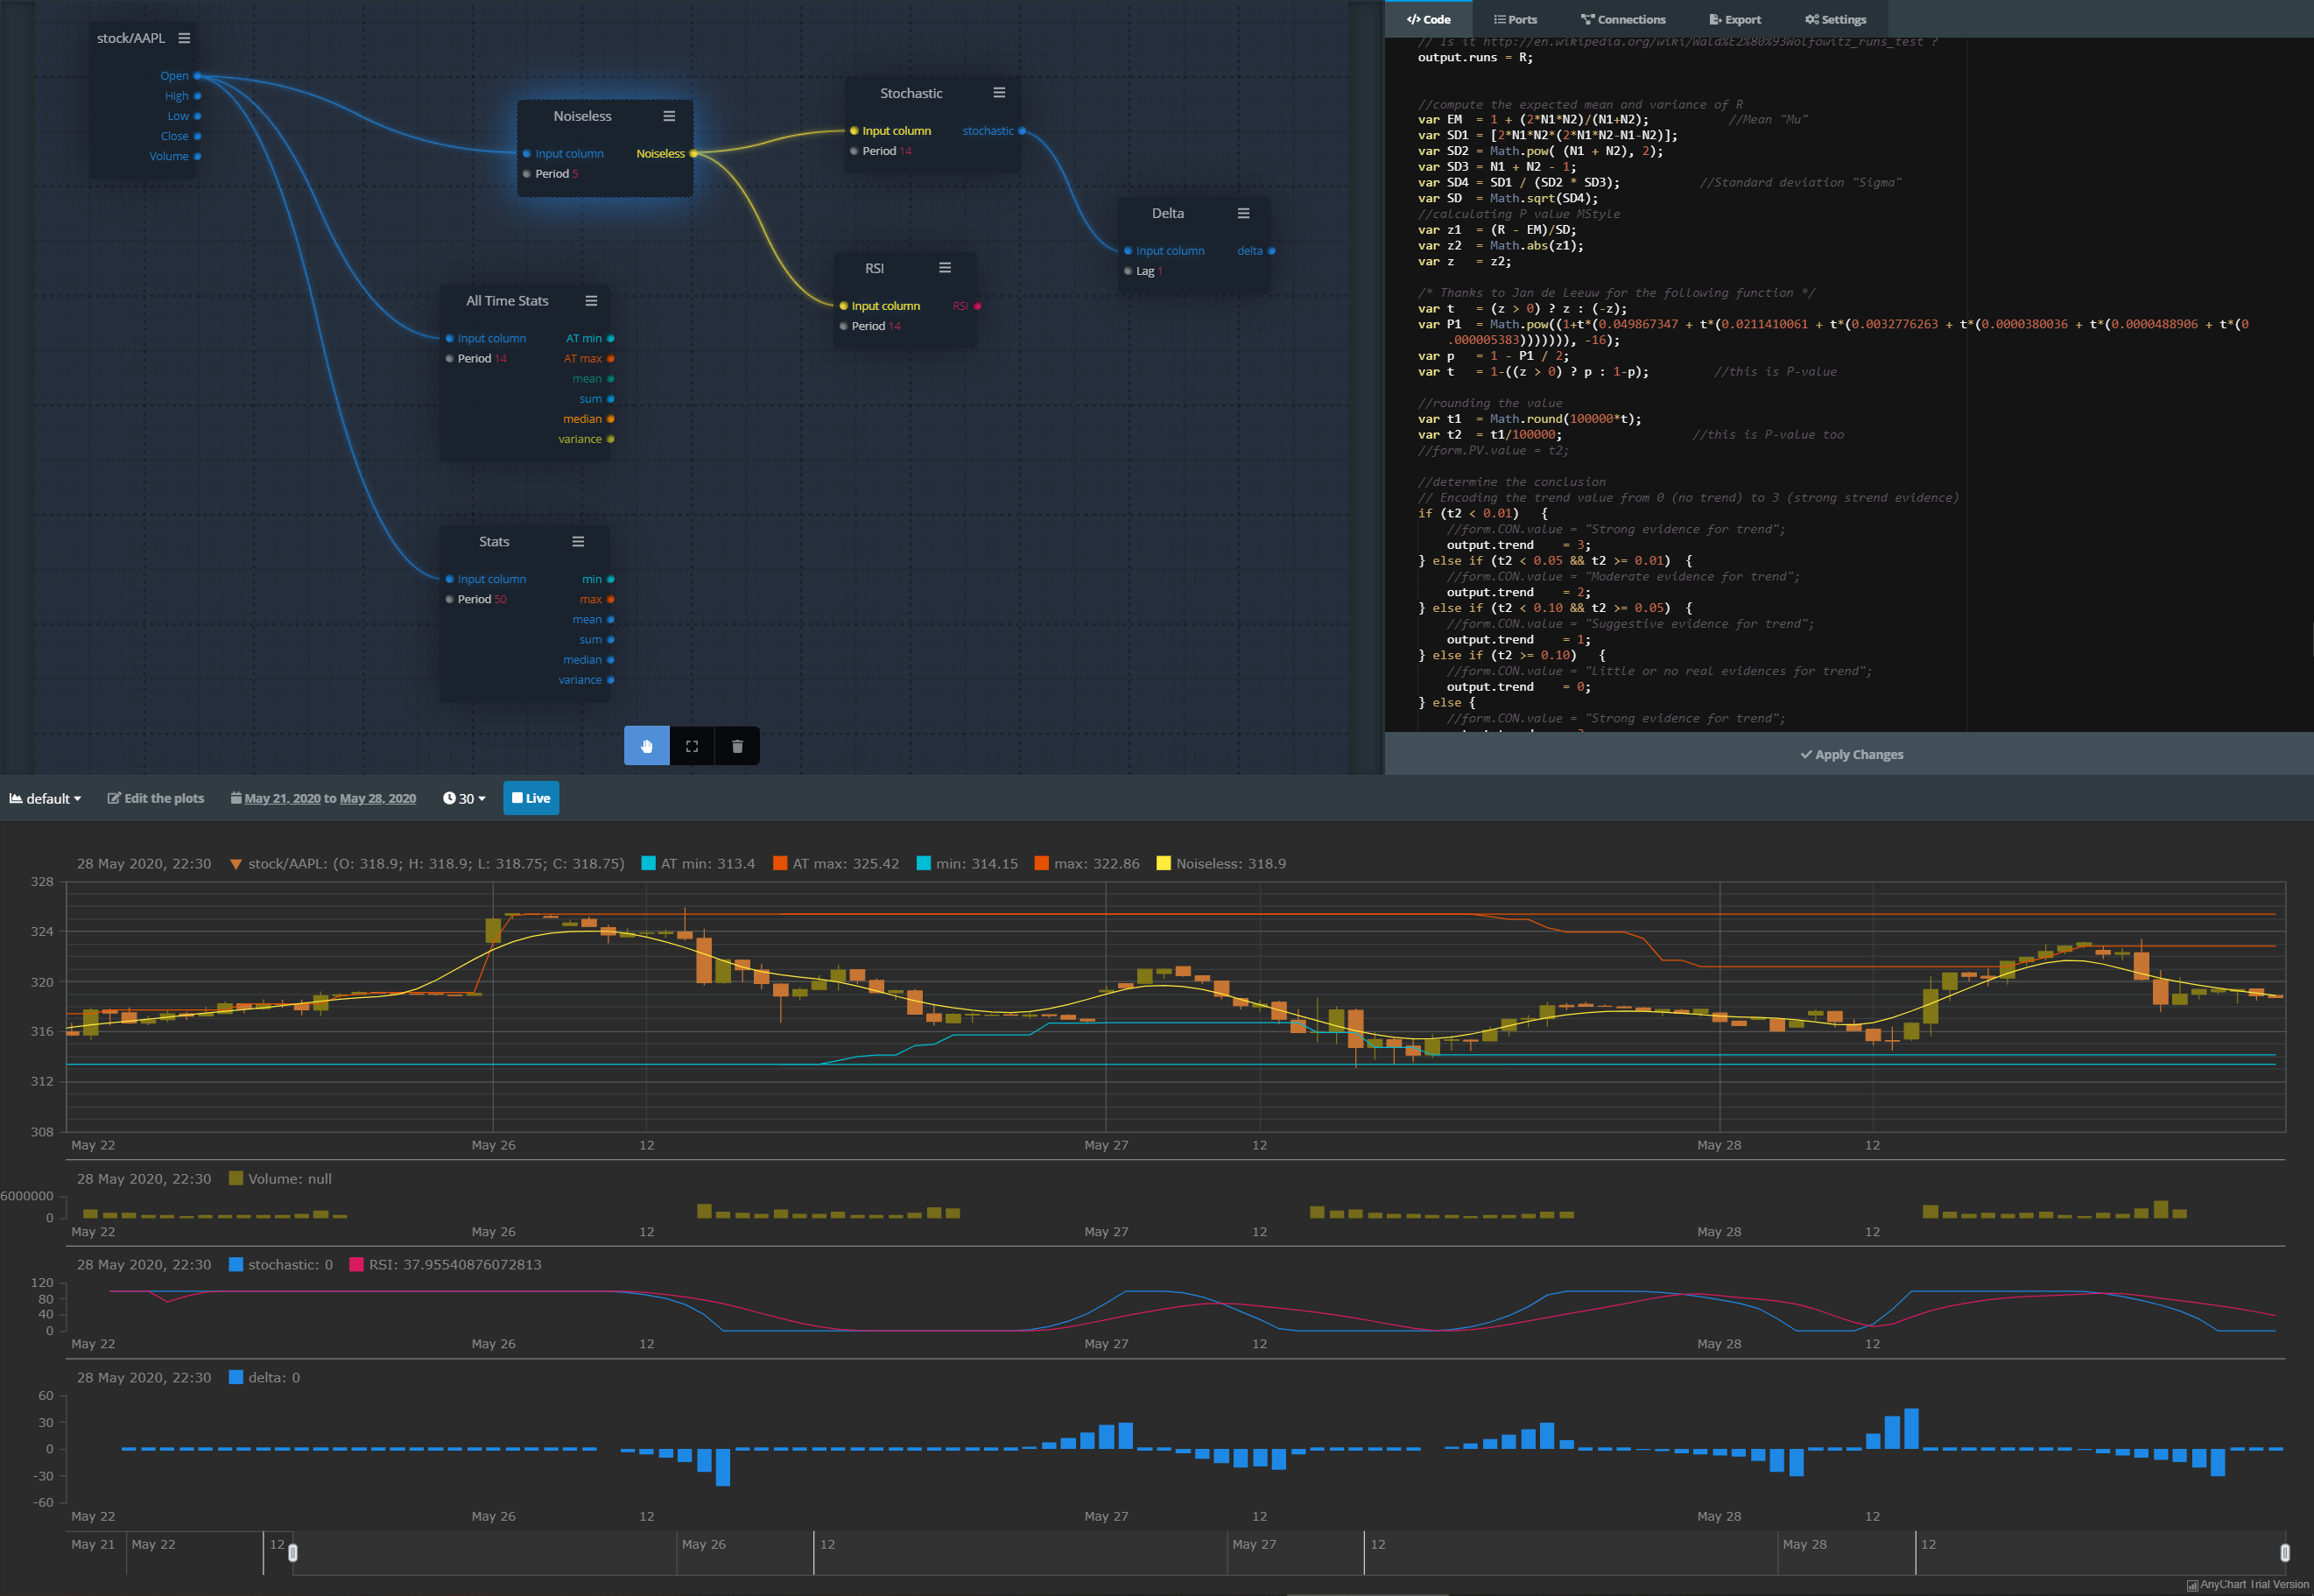 stock/AAPL
Open
High
Low
Close
Volume
Noiseless
Input column Noiseless
Period 5
Stochastic
Input column stochastic
Period 14
Delta
Input column delta
Lag 1
RSI
Input column RSI
Period 14
All Time Stats
Input column AT min
Period 14 AT max
mean
sum
median
variance
Stats
Input column min
Period 50 max
mean
sum
median
variance
Code Ports Connections Export Settings
// Is it http://en.wikipedia.org/wiki/Wald%E2%80%93Wolfowitz_runs_test ?
output.runs = R;
//compute the expected mean and variance of R
var EM = 1 + (2*N1*N2)/(N1+N2); //Mean "Mu"
var SD1 = [2*N1*N2*(2*N1*N2-N1-N2)];
var SD2 = Math.pow( (N1 + N2), 2);
var SD3 = N1 + N2 - 1;
var SD4 = SD1 / (SD2 * SD3); //Standard deviation "Sigma"
var SD = Math.sqrt(SD4);
//calculating P value MStyle
var z1 = (R - EM)/SD;
var z2 = Math.abs(z1);
var z = z2;
/* Thanks to Jan de Leeuw for the following function */
var t = (z > 0) ? z : (-z);
var P1 = Math.pow((1+t*(0.049867347 + t*(0.0211410061 + t*(0.0032776263 + t*(0.0000380036 + t*(0.0000488906 + t*(0
.000005383))))))), -16);
var p = 1 - P1 / 2;
var t = 1-((z > 0) ? p : 1-p); //this is P-value
//rounding the value
var t1 = Math.round(100000*t);
var t2 = t1/100000; //this is P-value too
//form.PV.value = t2;
//determine the conclusion
// Encoding the trend value from 0 (no trend) to 3 (strong strend evidence)
if (t2 < 0.01) {
//form.CON.value = "Strong evidence for trend";
output.trend = 3;
} else if (t2 < 0.05 && t2 >= 0.01) {
//form.CON.value = "Moderate evidence for trend";
output.trend = 2;
} else if (t2 < 0.10 && t2 >= 0.05) {
//form.CON.value = "Suggestive evidence for trend";
output.trend = 1;
} else if (t2 >= 0.10) {
//form.CON.value = "Little or no real evidences for trend";
output.trend = 0;
} else {
//form.CON.value = "Strong evidence for trend";
Apply Changes
default Edit the plots May 21, 2020 to May 28, 2020 30 Live
28 May 2020, 22:30 stock/AAPL: (O: 318.9; H: 318.9; L: 318.75; C: 318.75) AT min: 313.4 AT max: 325.42 min: 314.15 max: 322.86 Noiseless: 318.9
328
324
320
316
312
308
May 22 May 26 12 May 27 12 May 28 12
28 May 2020, 22:30 Volume: null
6000000
0
May 22 May 26 12 May 27 12 May 28 12
28 May 2020, 22:30 stochastic: 0 RSI: 37.95540876072813
120
80
40
0
May 22 May 26 12 May 27 12 May 28 12
28 May 2020, 22:30 delta: 0
60
30
0
-30
-60
May 22 May 26 12 May 27 12 May 28 12
May 21 May 22 12 May 26 12 May 27 12 May 28 12
AnyChart Trial Version